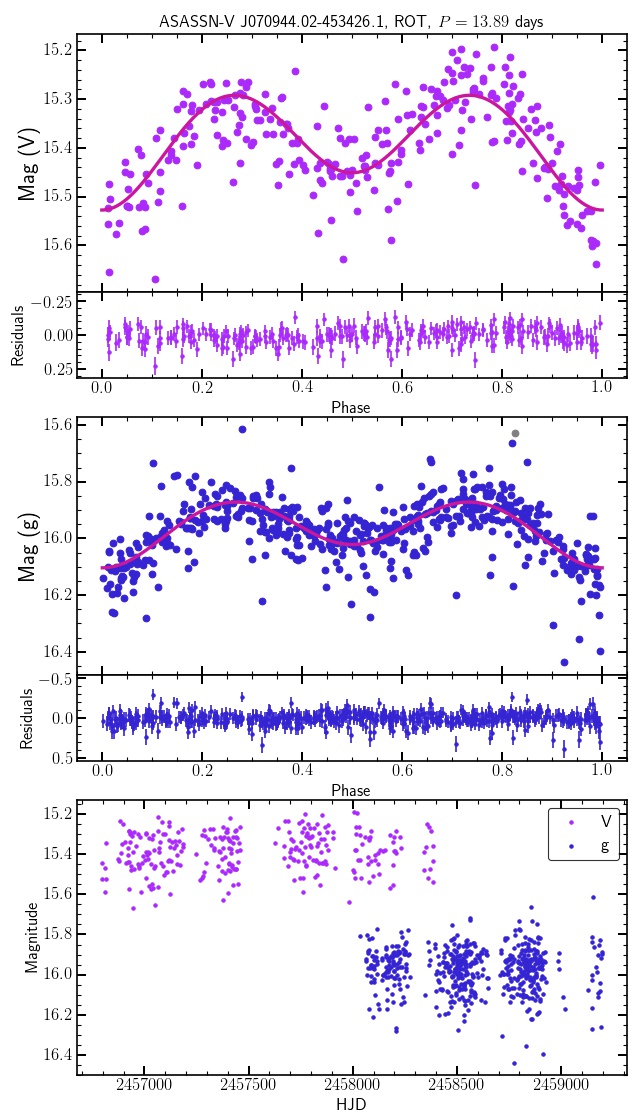 ASASSN-V J070944.02-453426.1, ROT, P = 13.89 days
15.2
15.3
15.4
15.5
15.6
Mag (V)
−0.25
0.00
0.25
Residuals
0.0 0.2 0.4 0.6 0.8 1.0
Phase
15.6
15.8
16.0
16.2
16.4
Mag (g)
−0.5
0.0
0.5
Residuals
0.0 0.2 0.4 0.6 0.8 1.0
Phase
15.2
15.4
15.6
15.8
16.0
16.2
16.4
Magnitude
V
g
2457000 2457500 2458000 2458500 2459000
HJD